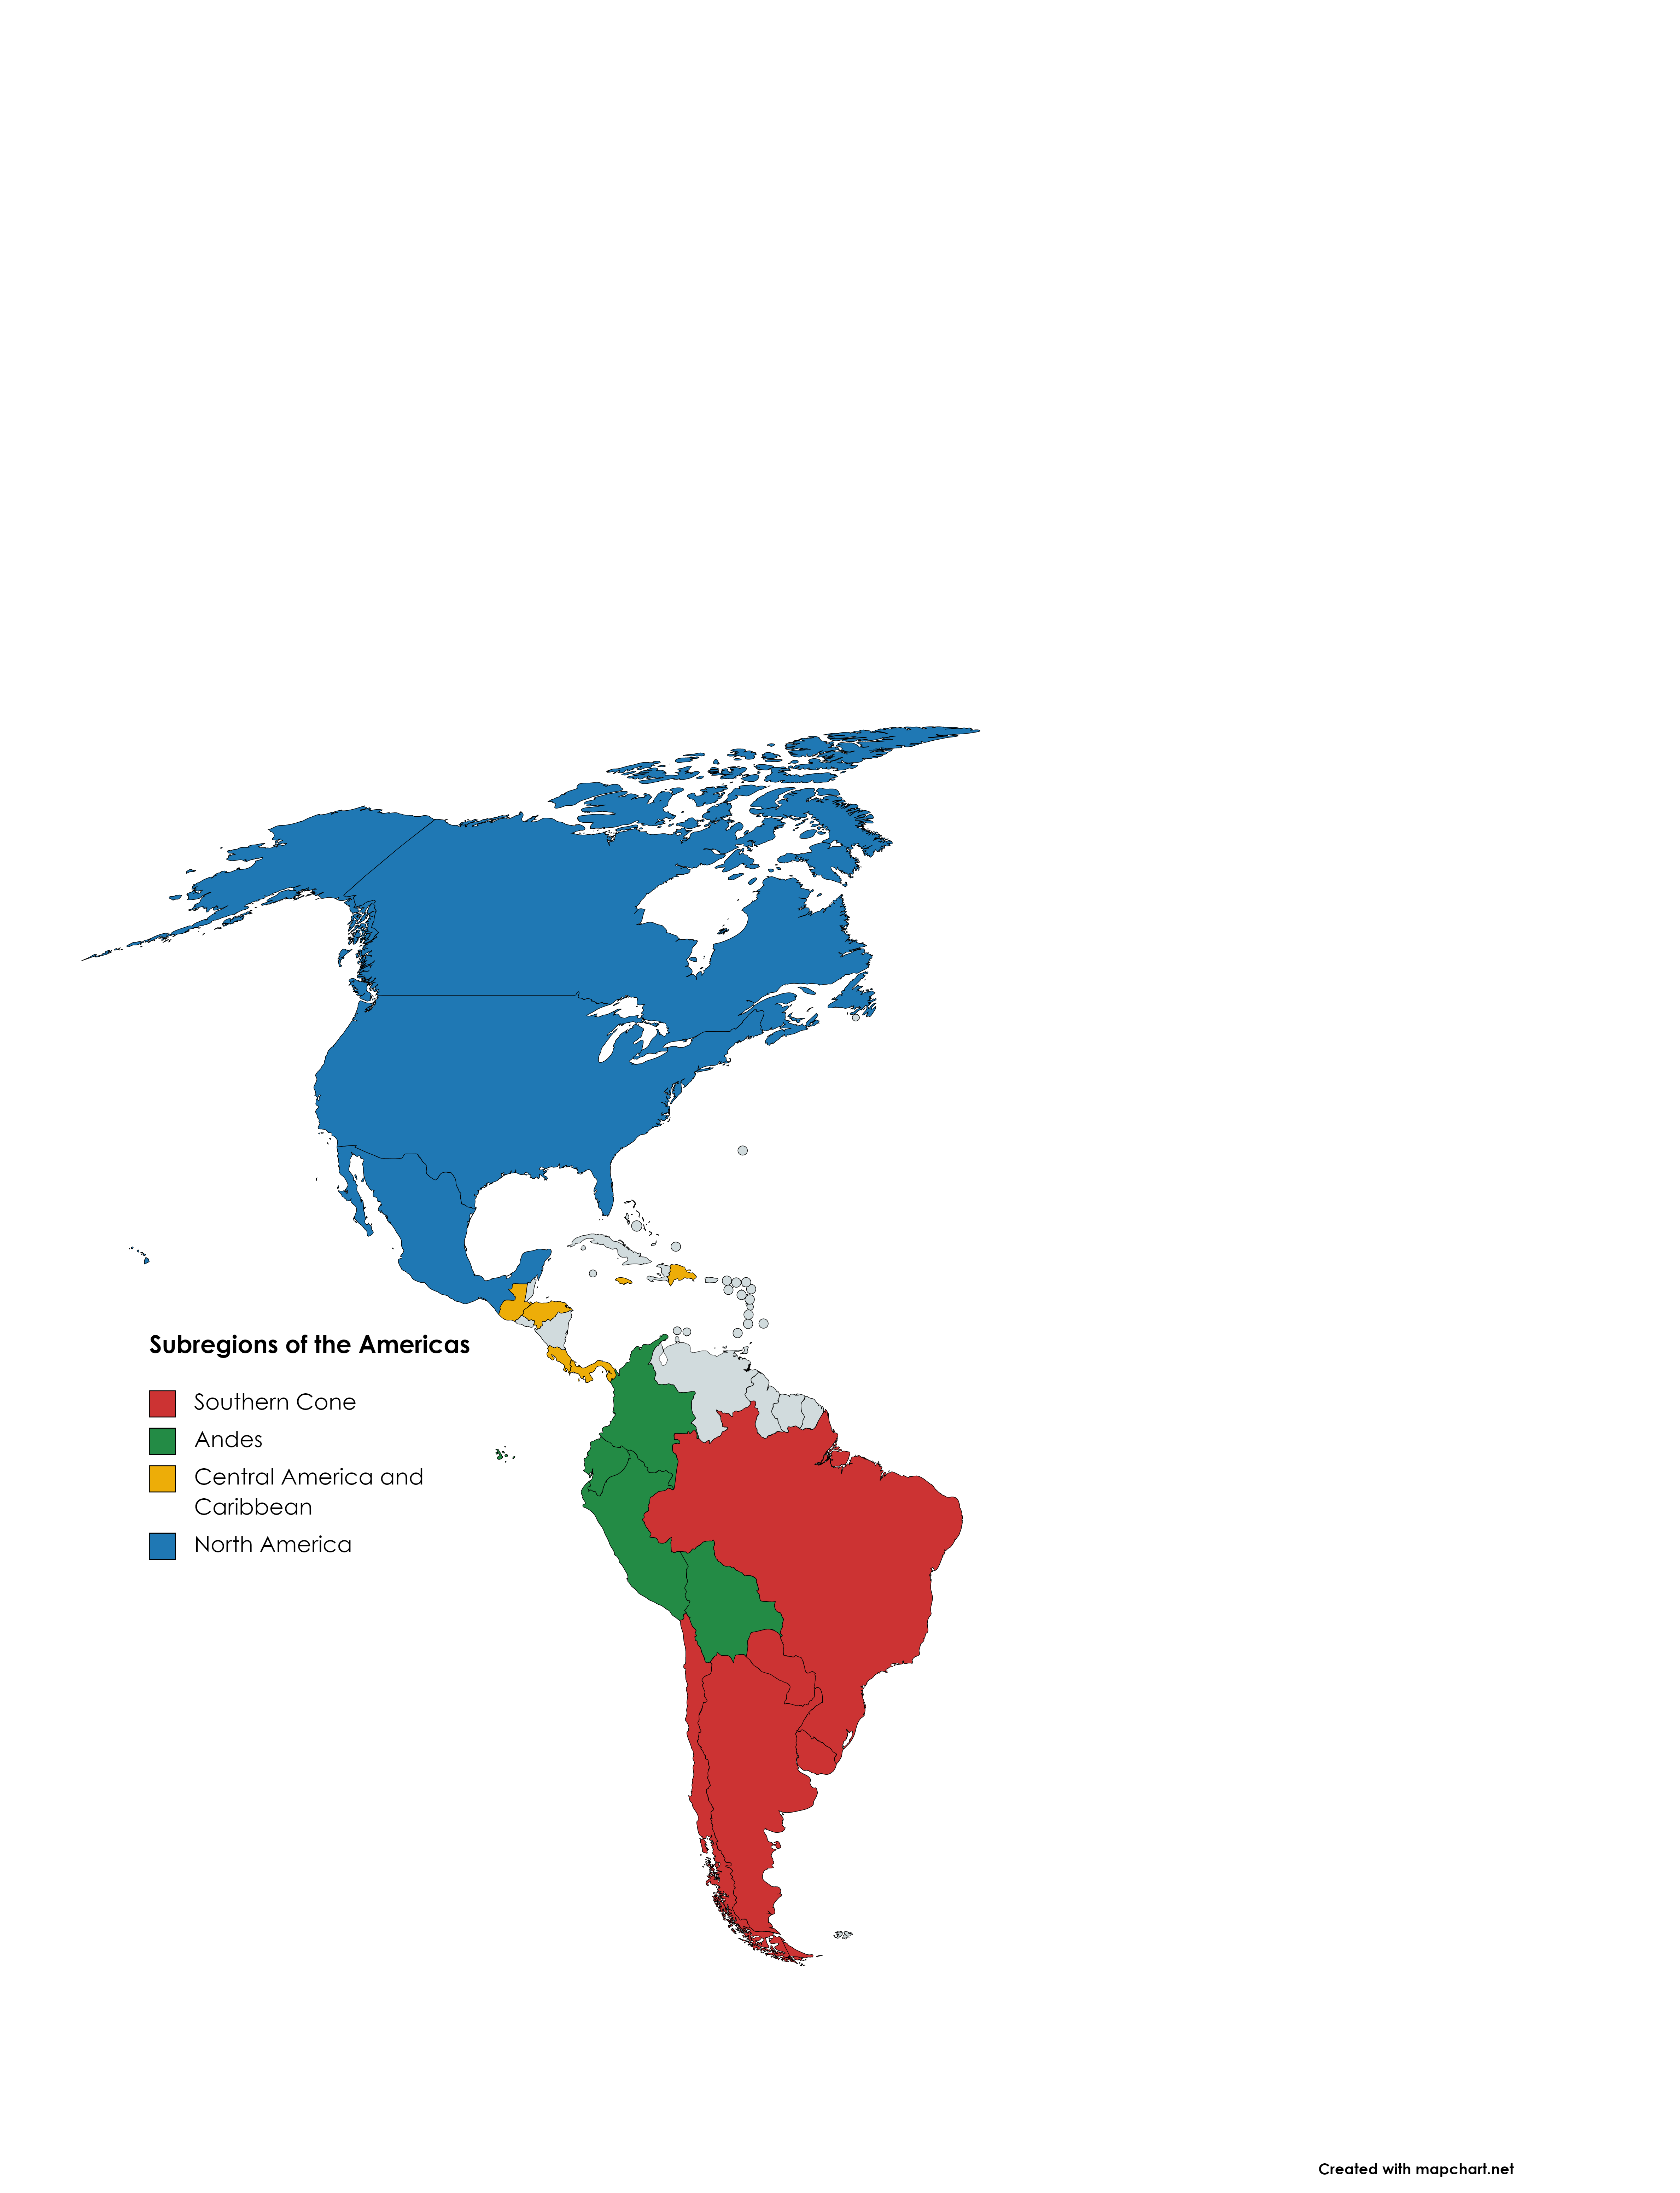 Subregions of the Americas
Southern Cone
Andes
Central America and
Caribbean
North America
Created with mapchart.net